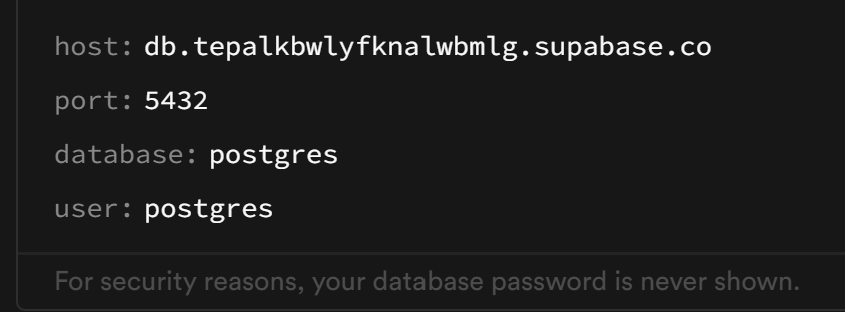 host: db.tepalkbwlyfknalwbmlg.supabase.co
port: 5432
database: postgres
user: postgres
For security reasons, your database password is never shown.